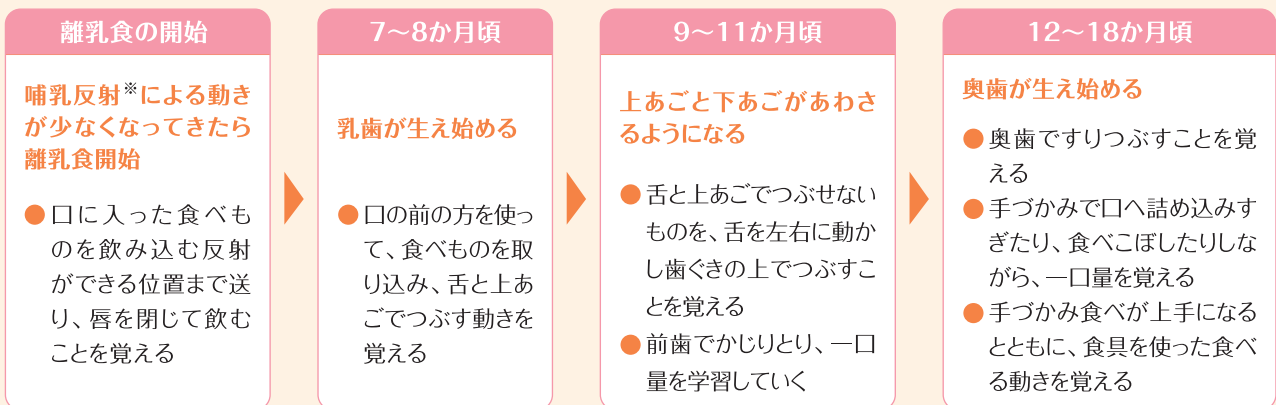 離乳食の開始
哺乳反射※による動き
が少なくなってきたら
離乳食開始
● 口に入った食べも
のを飲み込む反射
ができる位置まで送
り、唇を閉じて飲む
ことを覚える
7〜8か月頃
乳歯が生え始める
● 口の前の方を使っ
て、食べものを取
り込み、舌と上あ
ごでつぶす動きを
覚える
9〜11か月頃
上あごと下あごがあわさ
るようになる
● 舌と上あごでつぶせない
ものを、舌を左右に動か
し歯ぐきの上でつぶすこ
とを覚える
● 前歯でかじりとり、一口
量を学習していく
12〜18か月頃
奥歯が生え始める
● 奥歯ですりつぶすことを覚
える
● 手づかみで口へ詰め込みす
ぎたり、食べこぼしたりしな
がら、一口量を覚える
● 手づかみ食べが上手になる
とともに、食具を使った食べ
る動きを覚える